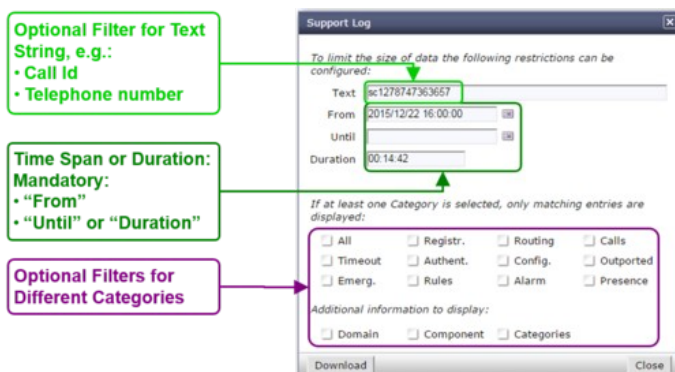 Optional Filter for Text
String, e.g.:
• Call Id
• Telephone number
Time Span or Duration:
Mandatory:
• “From”
• “Until” or “Duration”
Optional Filters for
Different Categories
Support Log
To limit the size of data the following restrictions can be
configured:
Text sc1278747363657
From 2015/12/22 16:00:00
Until
Duration 00:14:42
If at least one Category is selected, only matching entries are
displayed:
All Registr. Routing Calls
Timeout Authent. Config. Outported
Emerg. Rules Alarm Presence
Additional information to display:
Domain Component Categories
Download Close